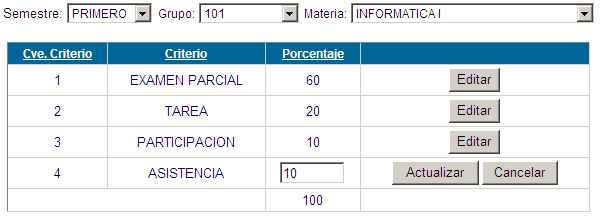 Semestre: PRIMERO Grupo: 101 Materia: INFORMATICA I
Cve. Criterio Criterio Porcentaje
1 EXAMEN PARCIAL 60 Editar
2 TAREA 20 Editar
3 PARTICIPACION 10 Editar
4 ASISTENCIA 10 Actualizar Cancelar
100